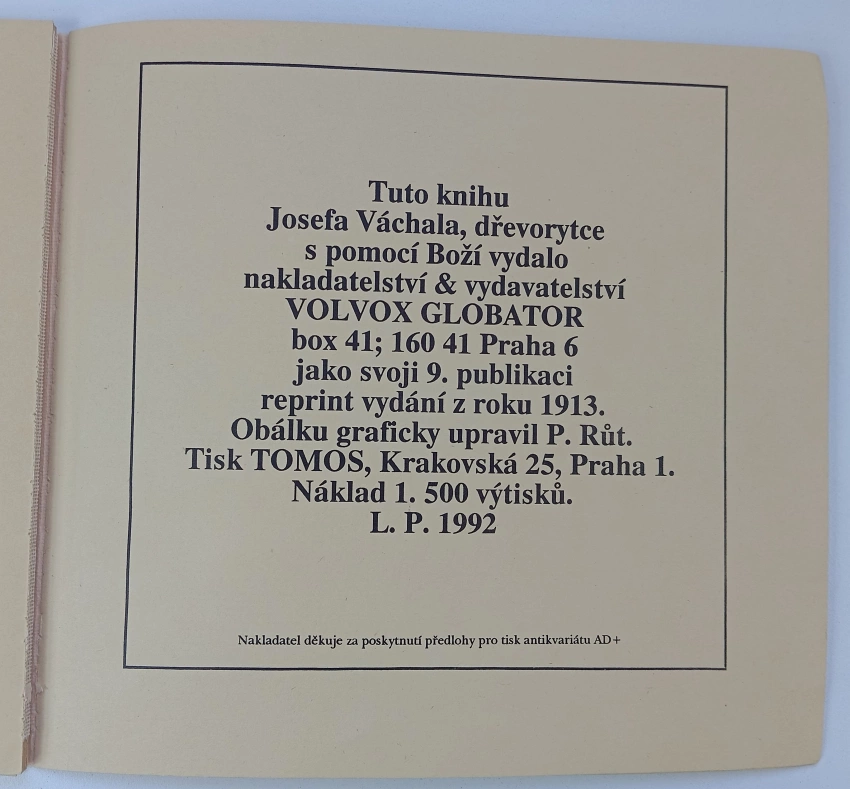 Tuto knihu
Josefa Váchala, dřevorytce
s pomocí Boží vydalo
nakladatelství & vydavatelství
VOLVOX GLOBATOR
box 41; 160 41 Praha 6
jako svoji 9. publikaci
reprint vydání z roku 1913.
Obálku graficky upravil P. Růt.
Tisk TOMOS, Krakovská 25, Praha 1.
Náklad 1. 500 výtisků.
L. P. 1992
Nakladatel děkuje za poskytnutí předlohy pro tisk antikvariátu AD+